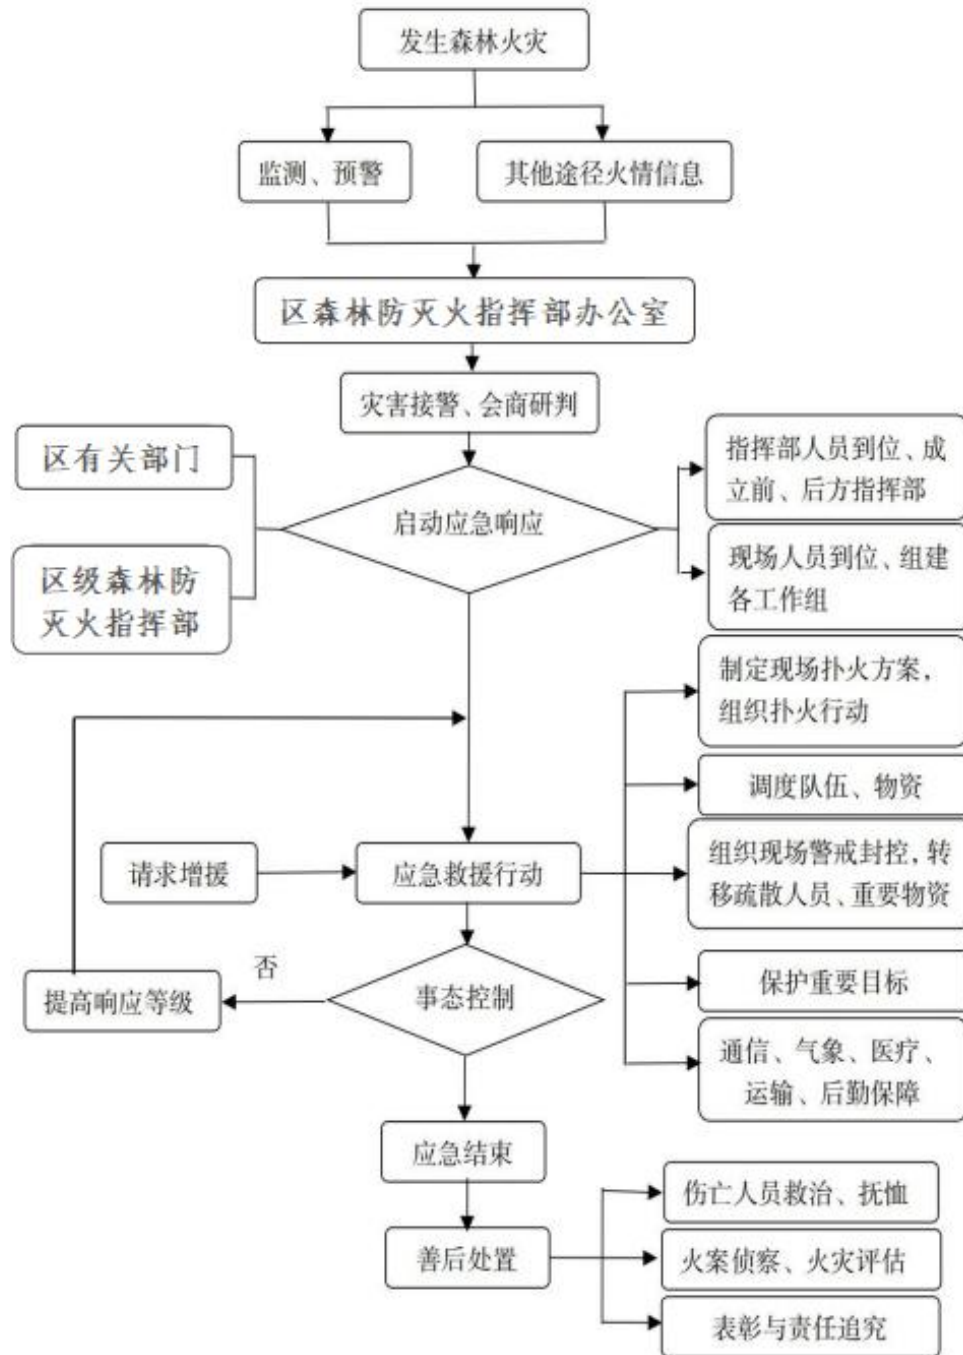 发生森林火灾
监测、预警
其他途径火情信息
区森林防灭火指挥部办公室
灾害接警、会商研判
区有关部门
区级森林防
灭火指挥部
启动应急响应
指挥部人员到位、成
立前、后方指挥部
现场人员到位、组建
各工作组
制定现场扑火方案，
组织扑火行动
调度队伍、物资
请求增援
应急救援行动
组织现场警戒封控，转
移疏散人员、重要物资
否
提高响应等级
事态控制
保护重要目标
通信、气象、医疗、
运输、后勤保障
应急结束
善后处置
伤亡人员救治、抚恤
火案侦察、火灾评估
表彰与责任追究